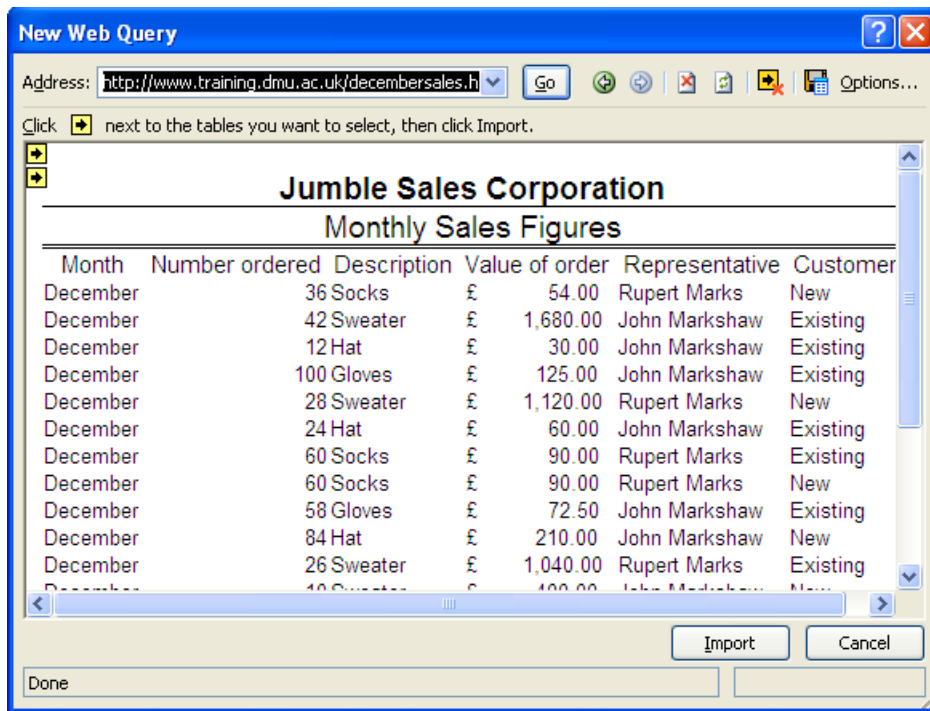 New Web Query
Address: http://www.training.dmu.ac.uk/decembersales.h Go Options...
Click next to the tables you want to select, then click Import.
Jumble Sales Corporation
Monthly Sales Figures
Month Number ordered Description Value of order Representative Customer
December 36 Socks £ 54.00 Rupert Marks New
December 42 Sweater £ 1,680.00 John Markshaw Existing
December 12 Hat £ 30.00 John Markshaw Existing
December 100 Gloves £ 125.00 John Markshaw Existing
December 28 Sweater £ 1,120.00 Rupert Marks New
December 24 Hat £ 60.00 John Markshaw Existing
December 60 Socks £ 90.00 Rupert Marks Existing
December 60 Socks £ 90.00 Rupert Marks New
December 58 Gloves £ 72.50 John Markshaw Existing
December 84 Hat £ 210.00 John Markshaw New
December 26 Sweater £ 1,040.00 Rupert Marks Existing
Import Cancel
Done